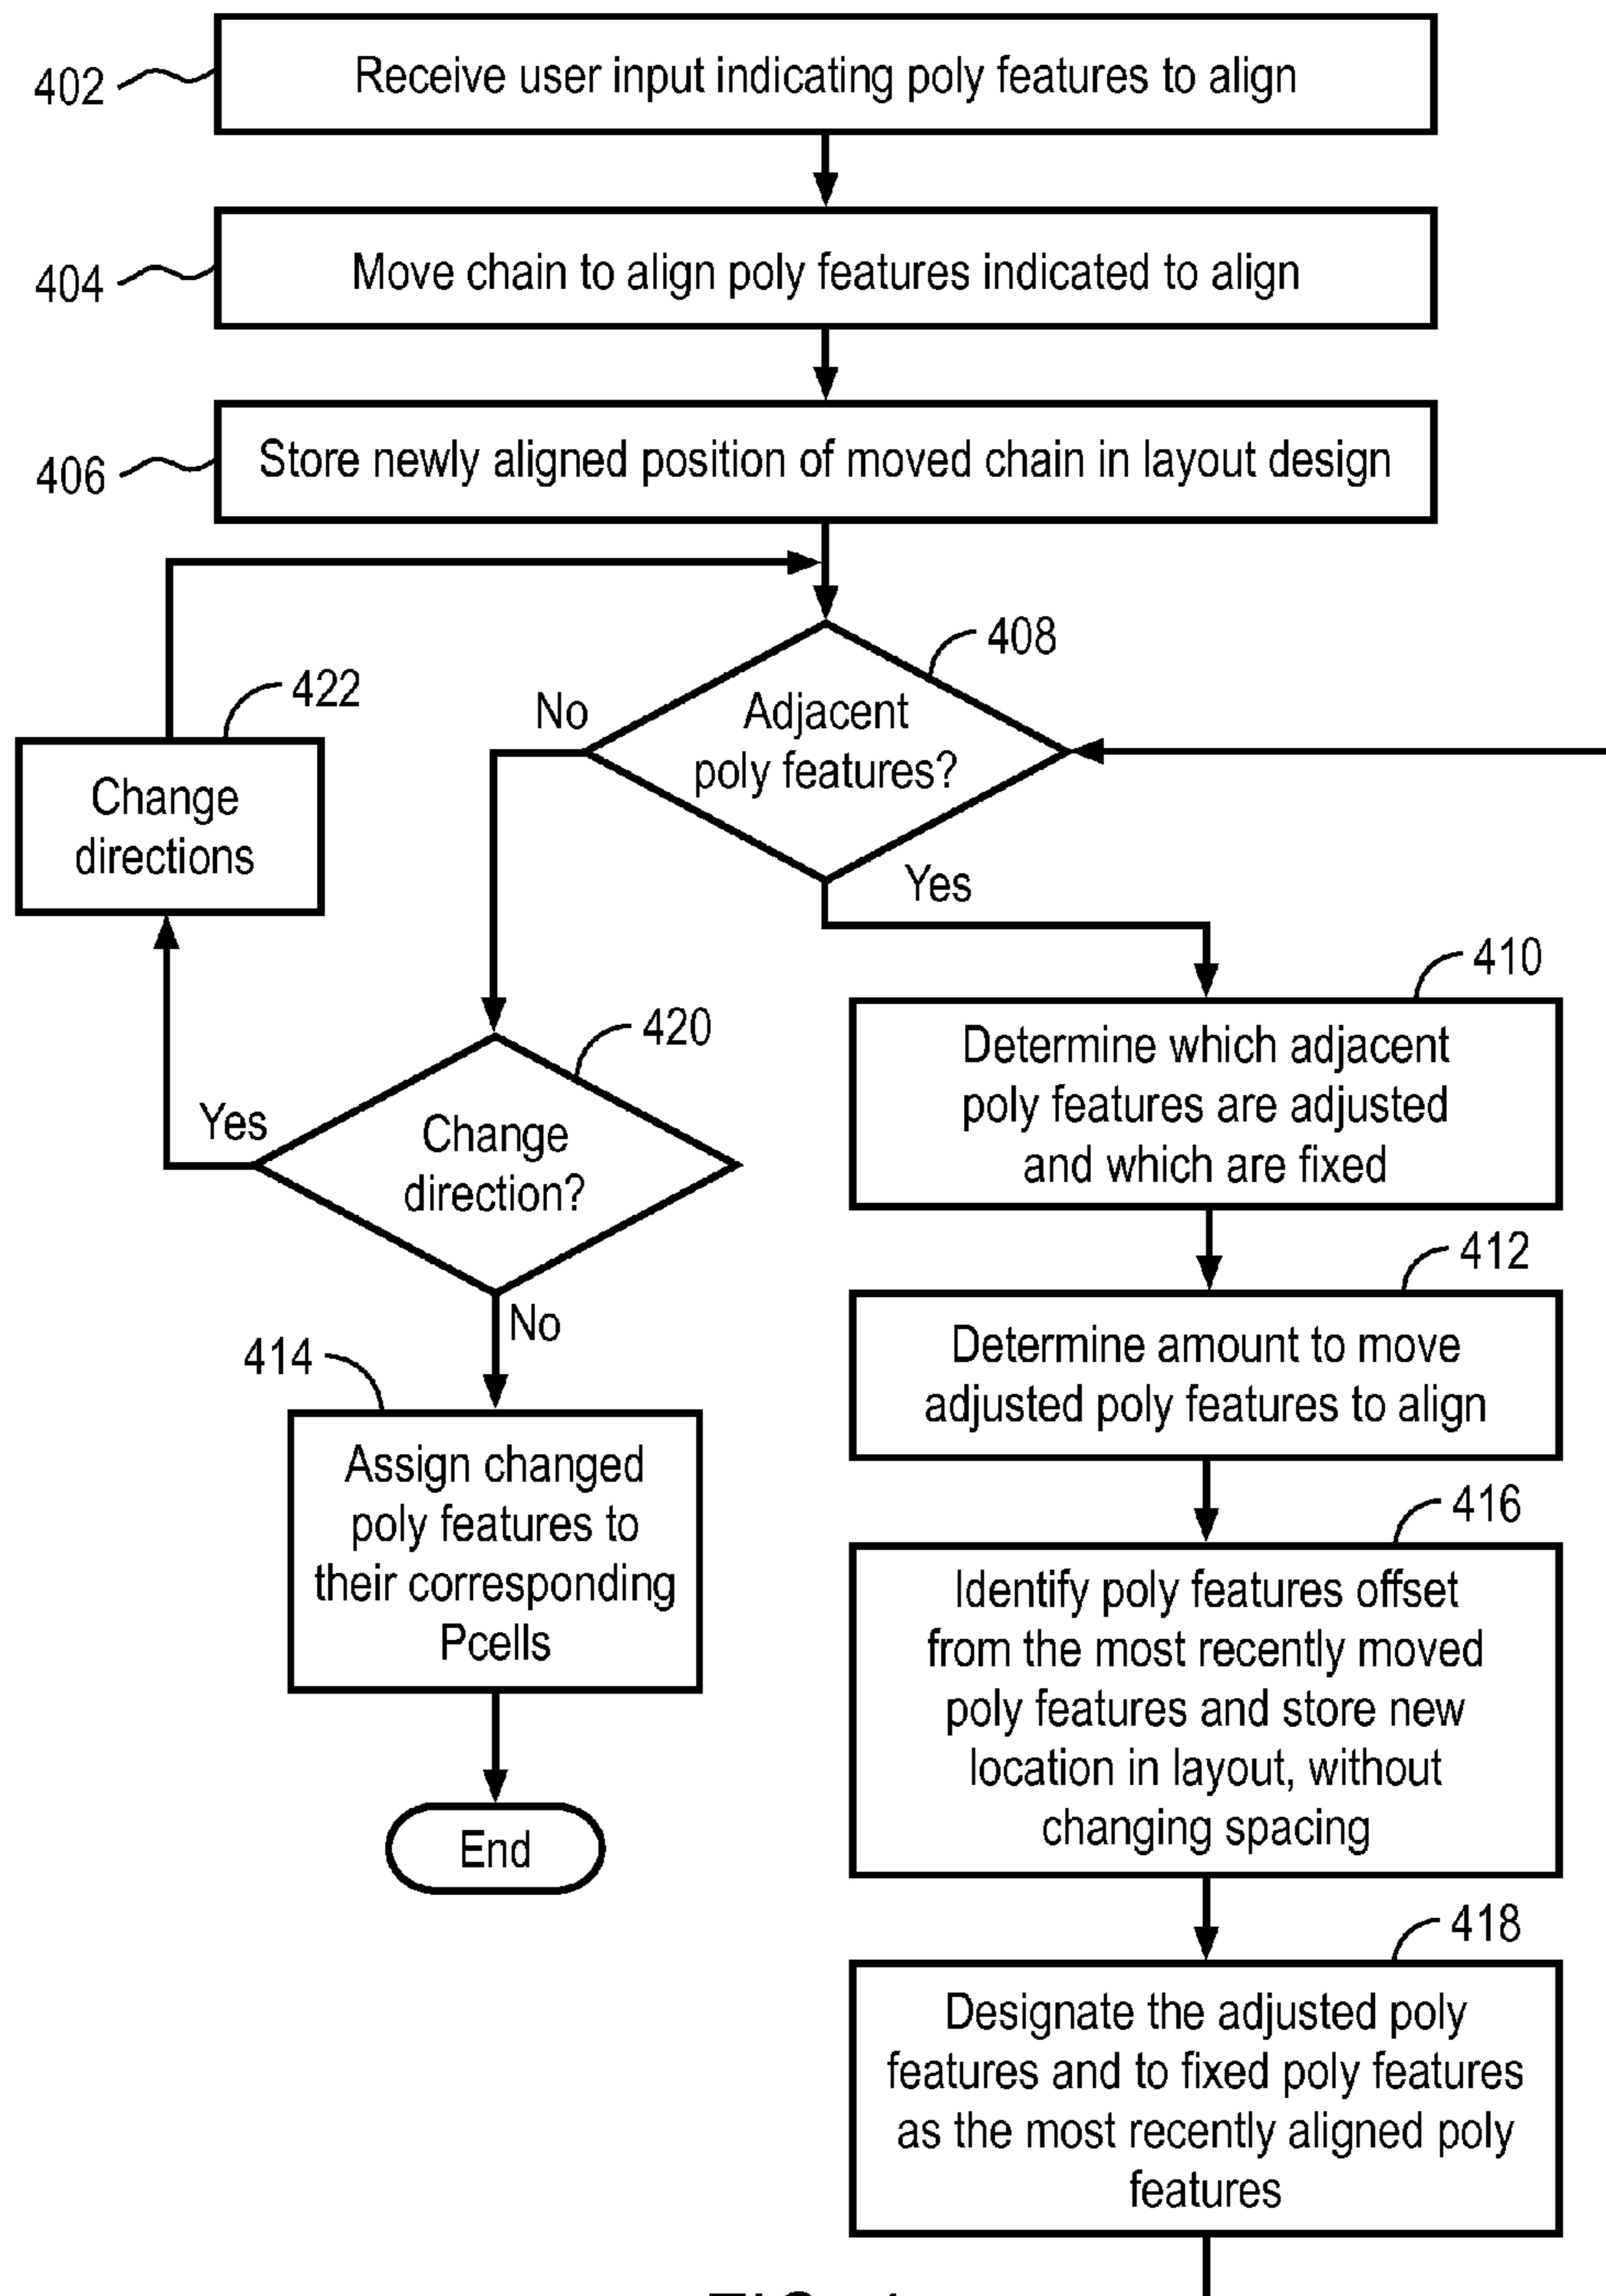 402
Receive user input indicating poly features to align
404
Move chain to align poly features indicated to align
406
Store newly aligned position of moved chain in layout design
408
Adjacent
poly features?
No
Yes
422
Change
directions
420
Change
direction?
Yes
No
414
Assign changed
poly features to
their corresponding
Pcells
End
410
Determine which adjacent
poly features are adjusted
and which are fixed
412
Determine amount to move
adjusted poly features to align
416
Identify poly features offset
from the most recently moved
poly features and store new
location in layout, without
changing spacing
418
Designate the adjusted poly
features and to fixed poly features
as the most recently aligned poly
features